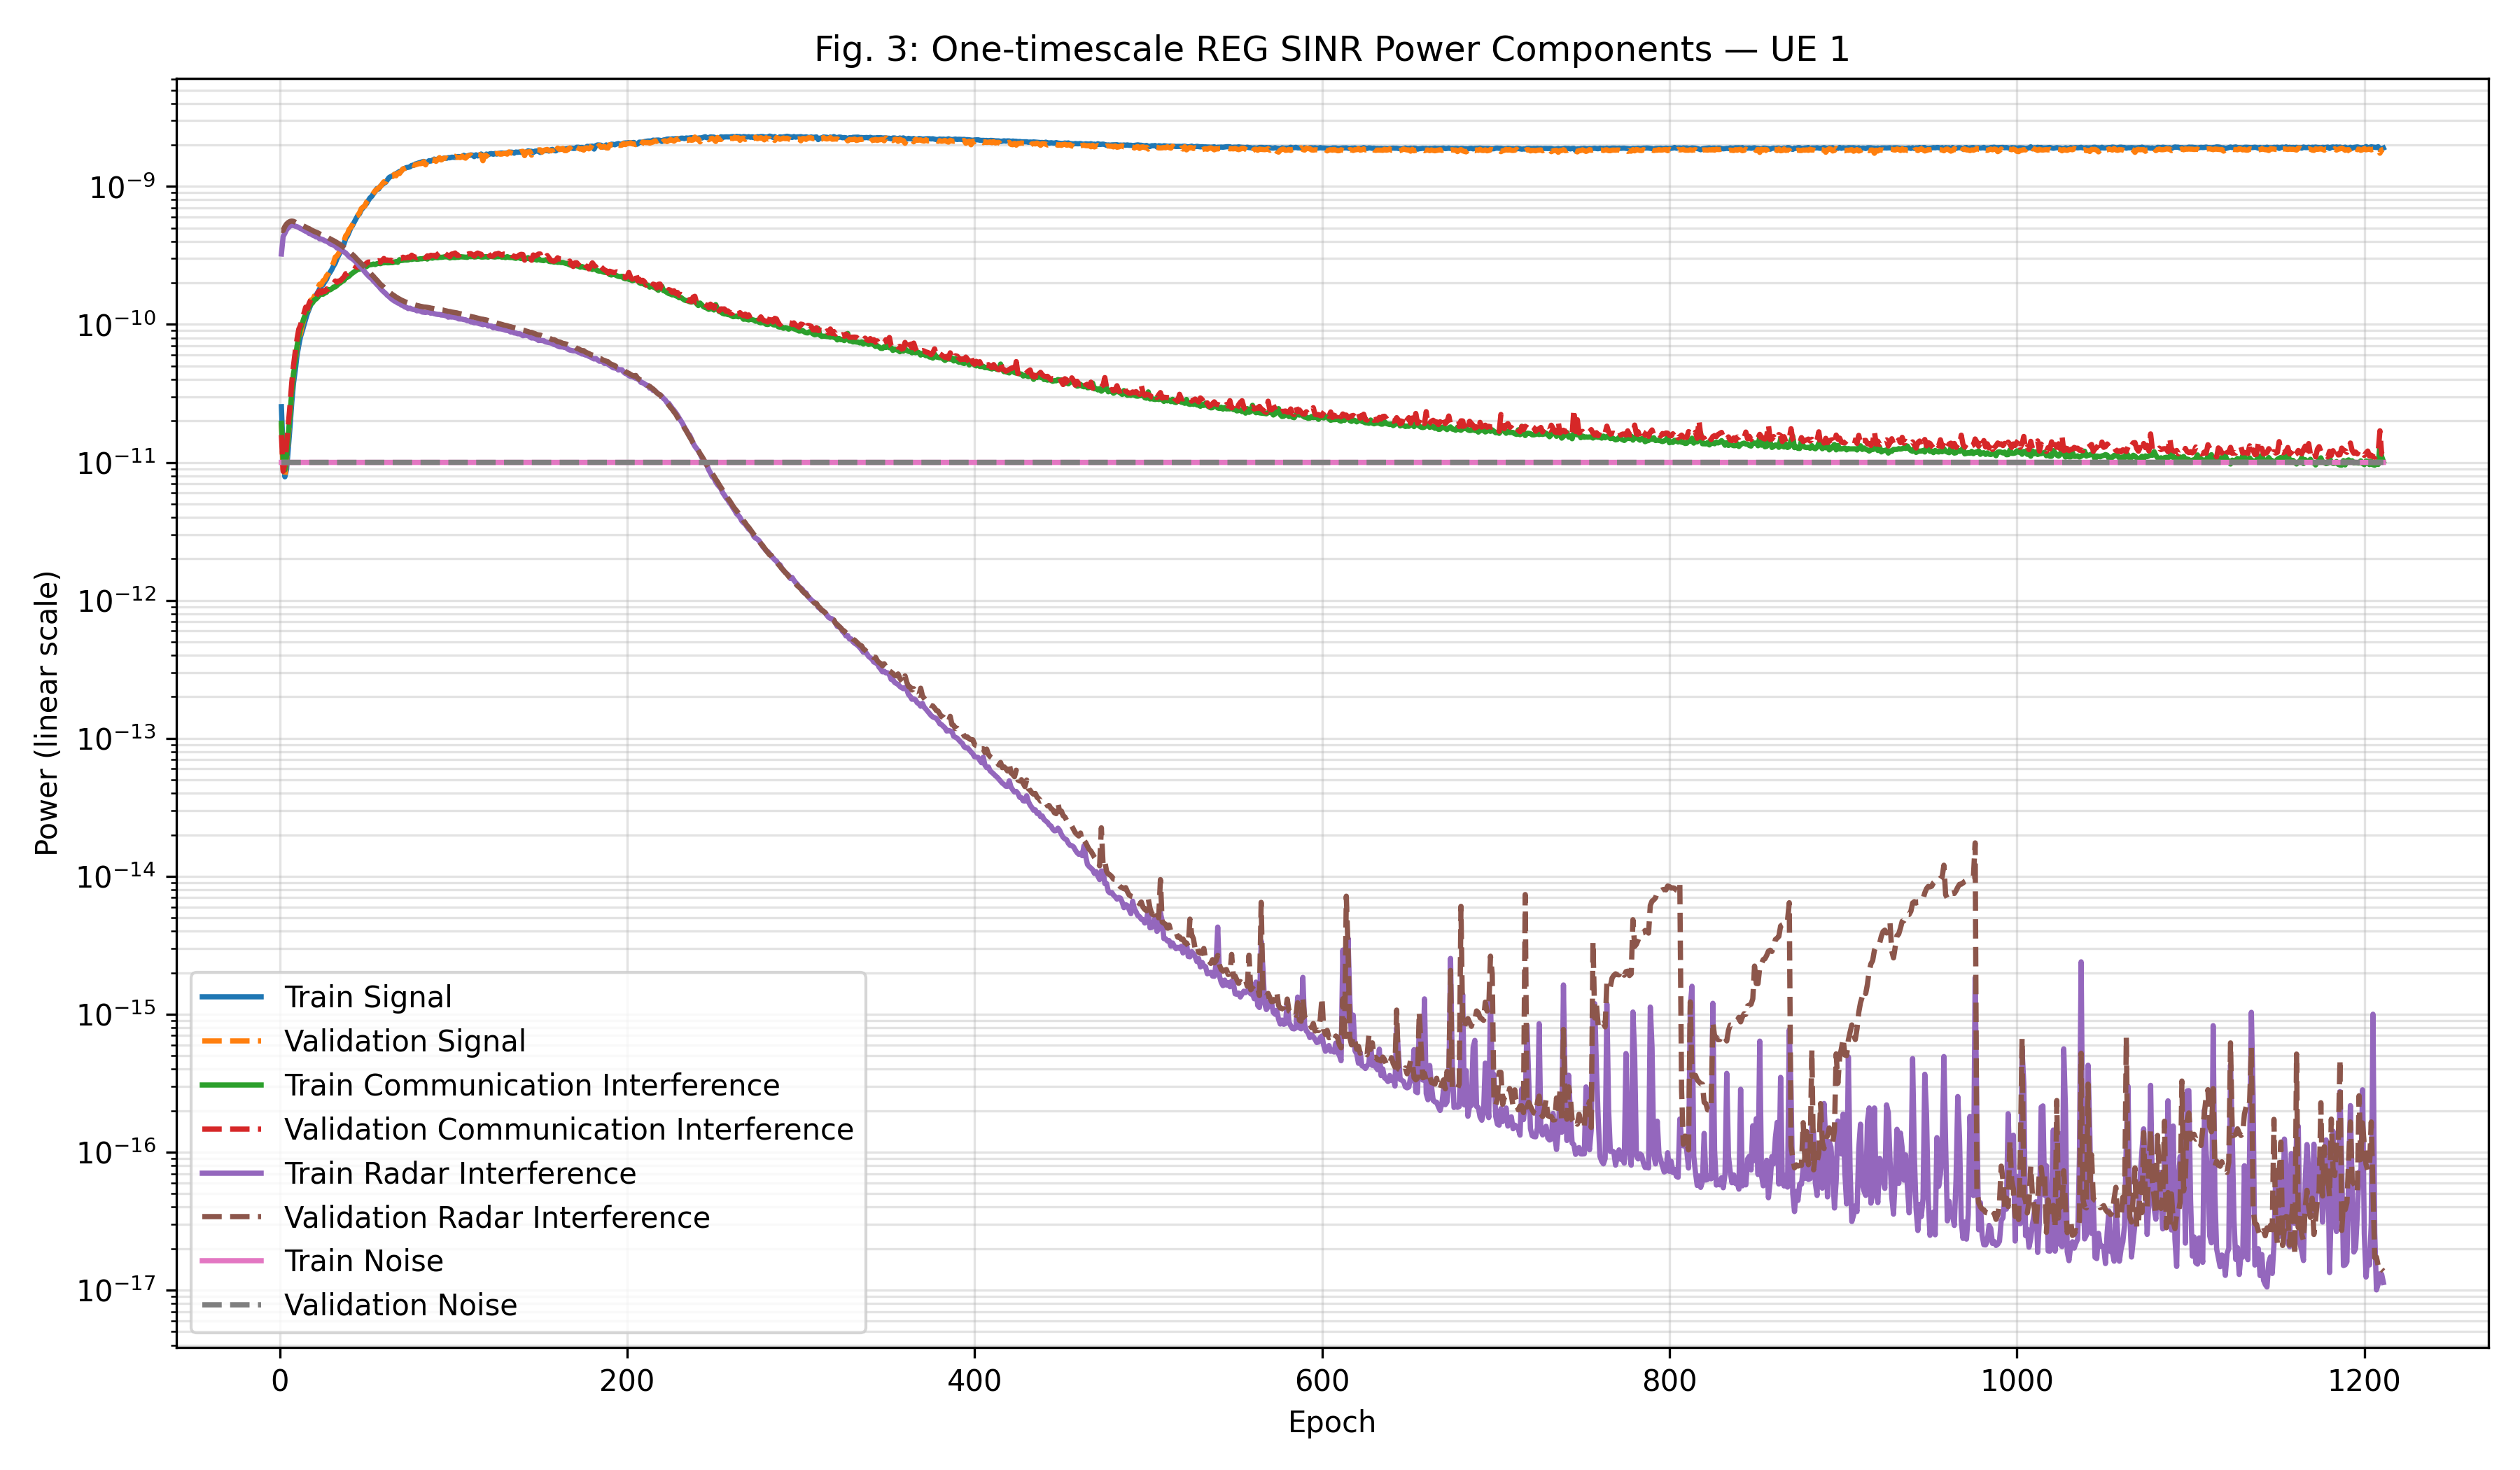 Fig. 3: One-timescale REG SINR Power Components — UE 1
Power (linear scale)
10⁻⁹
10⁻¹⁰
10⁻¹¹
10⁻¹²
10⁻¹³
10⁻¹⁴
10⁻¹⁵
10⁻¹⁶
10⁻¹⁷
Train Signal
Validation Signal
Train Communication Interference
Validation Communication Interference
Train Radar Interference
Validation Radar Interference
Train Noise
Validation Noise
0 200 400 600 800 1000 1200
Epoch